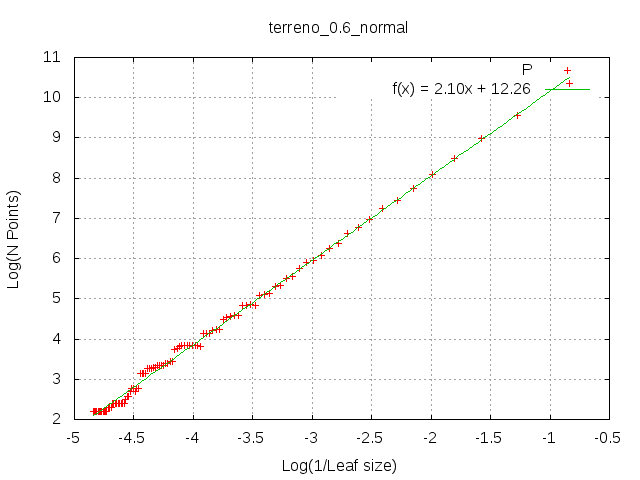 terreno_0.6_normal
P
f(x) = 2.10x + 12.26
11
10
9
8
7
6
5
4
3
2
Log(N Points)
-5 -4.5 -4 -3.5 -3 -2.5 -2 -1.5 -1 -0.5
Log(1/Leaf size)